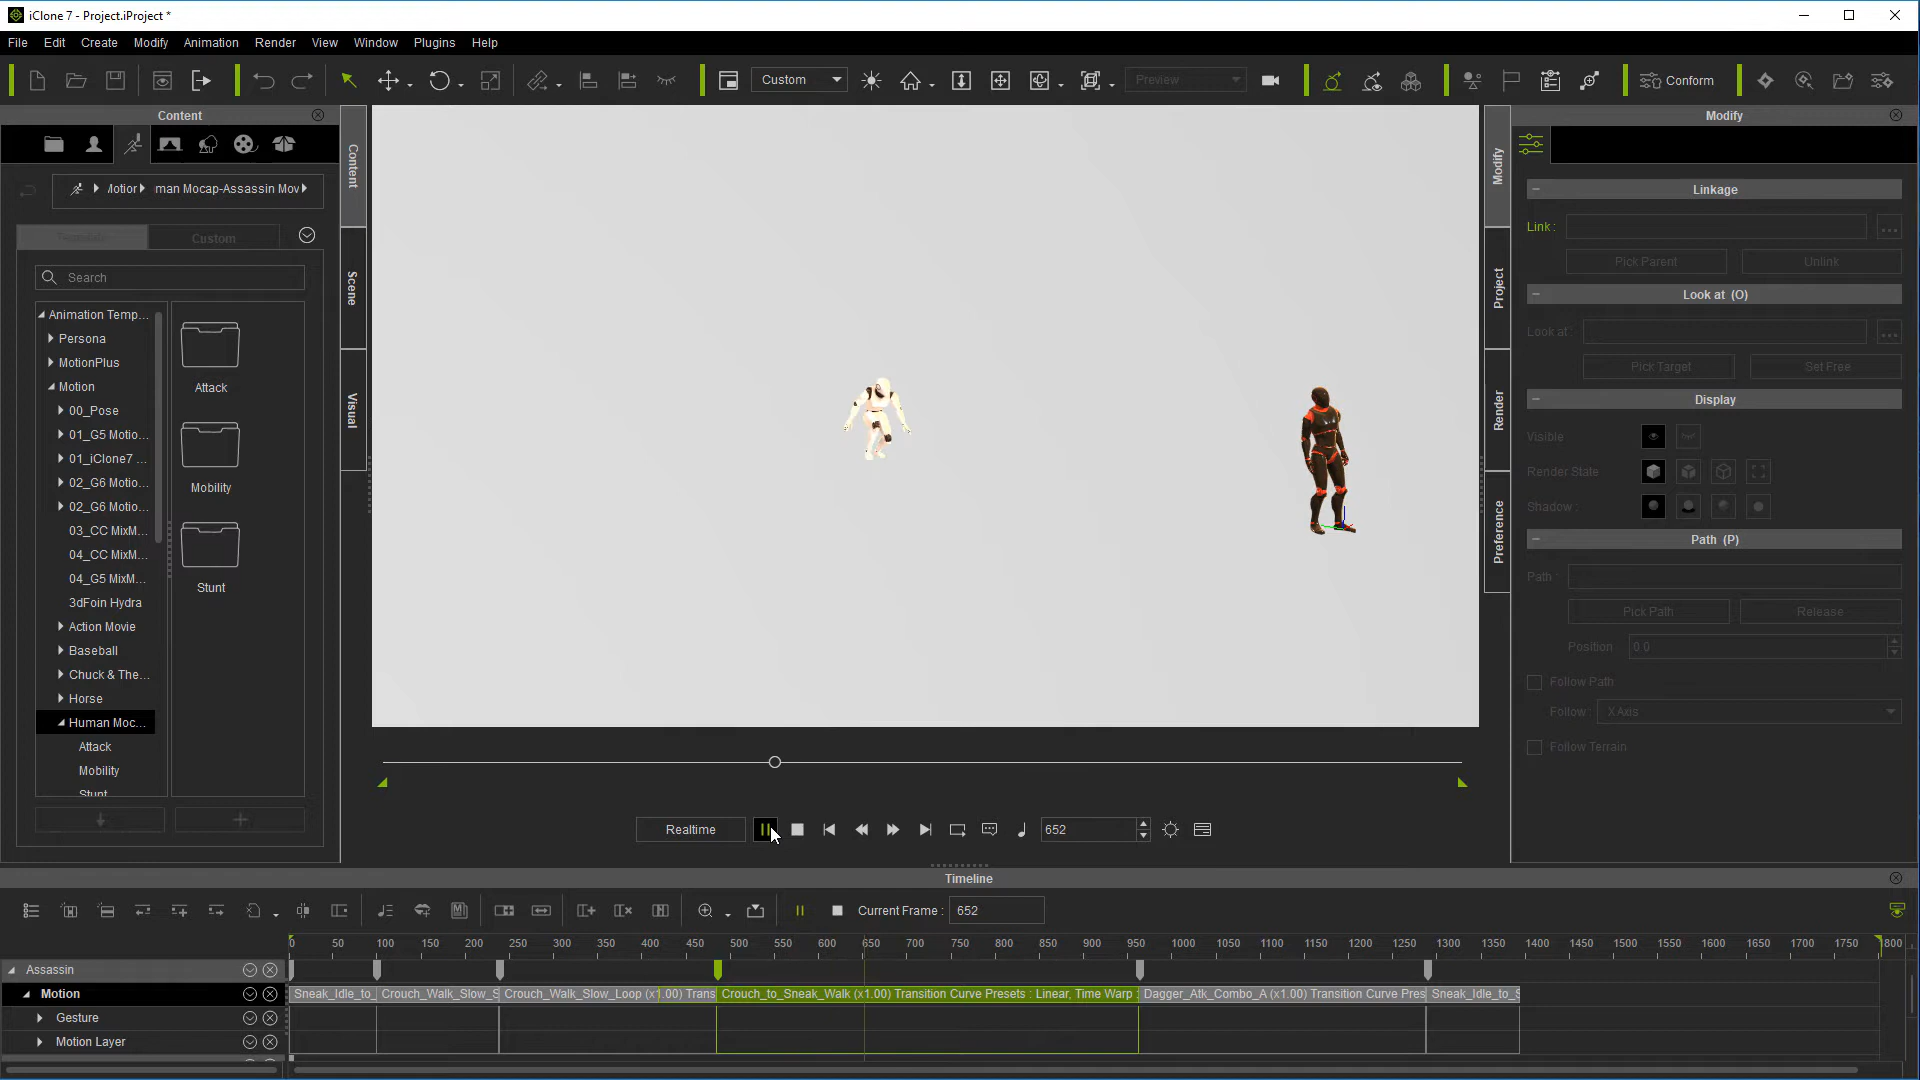 iClone 7 - Project.iProject *
File Edit Create Modify Animation Render View Window Plugins Help
Custom
Preview
Conform
Content
Modify
Motion man Mocap-Assassin Mov
Custom
Search
Animation Temp...
Persona
MotionPlus
Motion
00_Pose
01_G5 Motio...
01_iClone7 ...
02_G6 Motio...
02_G6 Motio...
03_CC MixM...
04_CC MixM...
04_G5 MixM...
3dFoin Hydra
Action Movie
Baseball
Chuck & The...
Horse
Human Moc...
Attack
Mobility
Stunt
Attack
Mobility
Stunt
Content
Scene
Visual
Modify
Project
Render
Preference
Linkage
Link :
Pick Parent Unlink
Look at (O)
Look at :
Pick Target Set Free
Display
Visible
Render State
Shadow :
Path (P)
Path :
Pick Path Release
Position 0.0
Follow Path
Follow : X Axis
Follow Terrain
Realtime 652
Timeline
Current Frame : 652
0 50 100 150 200 250 300 350 400 450 500 550 600 650 700 750 800 850 900 950 1000 1050 1100 1150 1200 1250 1300 1350 1400 1450 1500 1550 1600 1650 1700 1750 1800
Assassin
Motion Sneak_Idle_to_ Crouch_Walk_Slow_S Crouch_Walk_Slow_Loop (x1.00) Trans Crouch_to_Sneak_Walk (x1.00) Transition Curve Presets : Linear, Time Warp : Dagger_Atk_Combo_A (x1.00) Transition Curve Pres Sneak_Idle_to_S
Gesture
Motion Layer